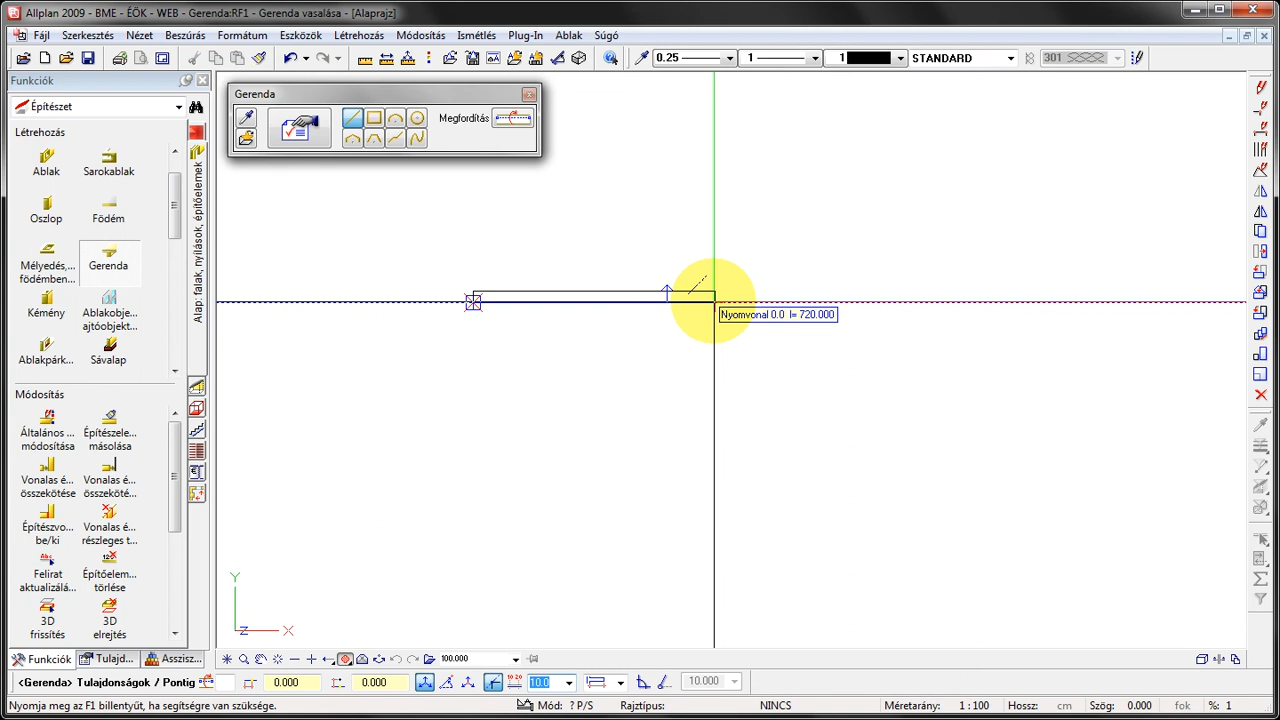 Allplan 2009 - BME - ÉÖK - WEB - Gerenda:RF1 - Gerenda vasalása - [Alaprajz]
Fájl Szerkesztés Nézet Beszúrás Formátum Eszközök Létrehozás Módosítás Ismétlés Plug-In Ablak Súgó
0.25 1 1 STANDARD 301
Funkciók
Építészet
Létrehozás
Ablak Sarokablak
Oszlop Födém
Mélyedés,... födémben... Gerenda
Kémény Ablakobje... ajtóobjekt...
Ablakpárk... Sávalap
Alap: falak, nyílások, építőelemek
Módosítás
Általános ... módosítása Építészele... másolása
Vonalas é... összekötése Vonalas é... összeköté...
Építészvo... be/ki Vonalas é... részleges t...
Felirat aktualizálá... Építőelem... törlése
3D frissítés 3D elrejtés
Funkciók Tulajd... Asszisz...
Gerenda
Megfordítás
Nyomvonal 0.0 l= 720.000
Y
Z X
100.000
<Gerenda> Tulajdonságok / Pontig 0.000 0.000 10.0 10.000
Nyomja meg az F1 billentyűt, ha segítségre van szüksége. Mód: ? P/S Rajztípus: NINCS Méretarány: 1 : 100 Hossz: cm Szög: 0.000 fok %: 1